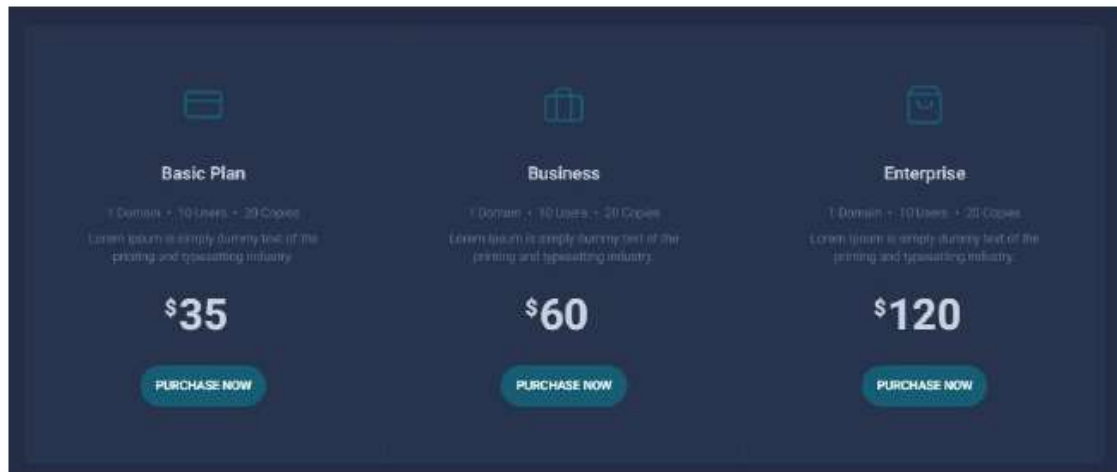 Basic Plan
1 Domain • 10 Users • 20 Copies
Lorem Ipsum is simply dummy text of the
printing and typesetting industry.
$35
PURCHASE NOW
Business
1 Domain • 10 Users • 20 Copies
Lorem Ipsum is simply dummy text of the
printing and typesetting industry.
$60
PURCHASE NOW
Enterprise
1 Domain • 10 Users • 20 Copies
Lorem Ipsum is simply dummy text of the
printing and typesetting industry.
$120
PURCHASE NOW